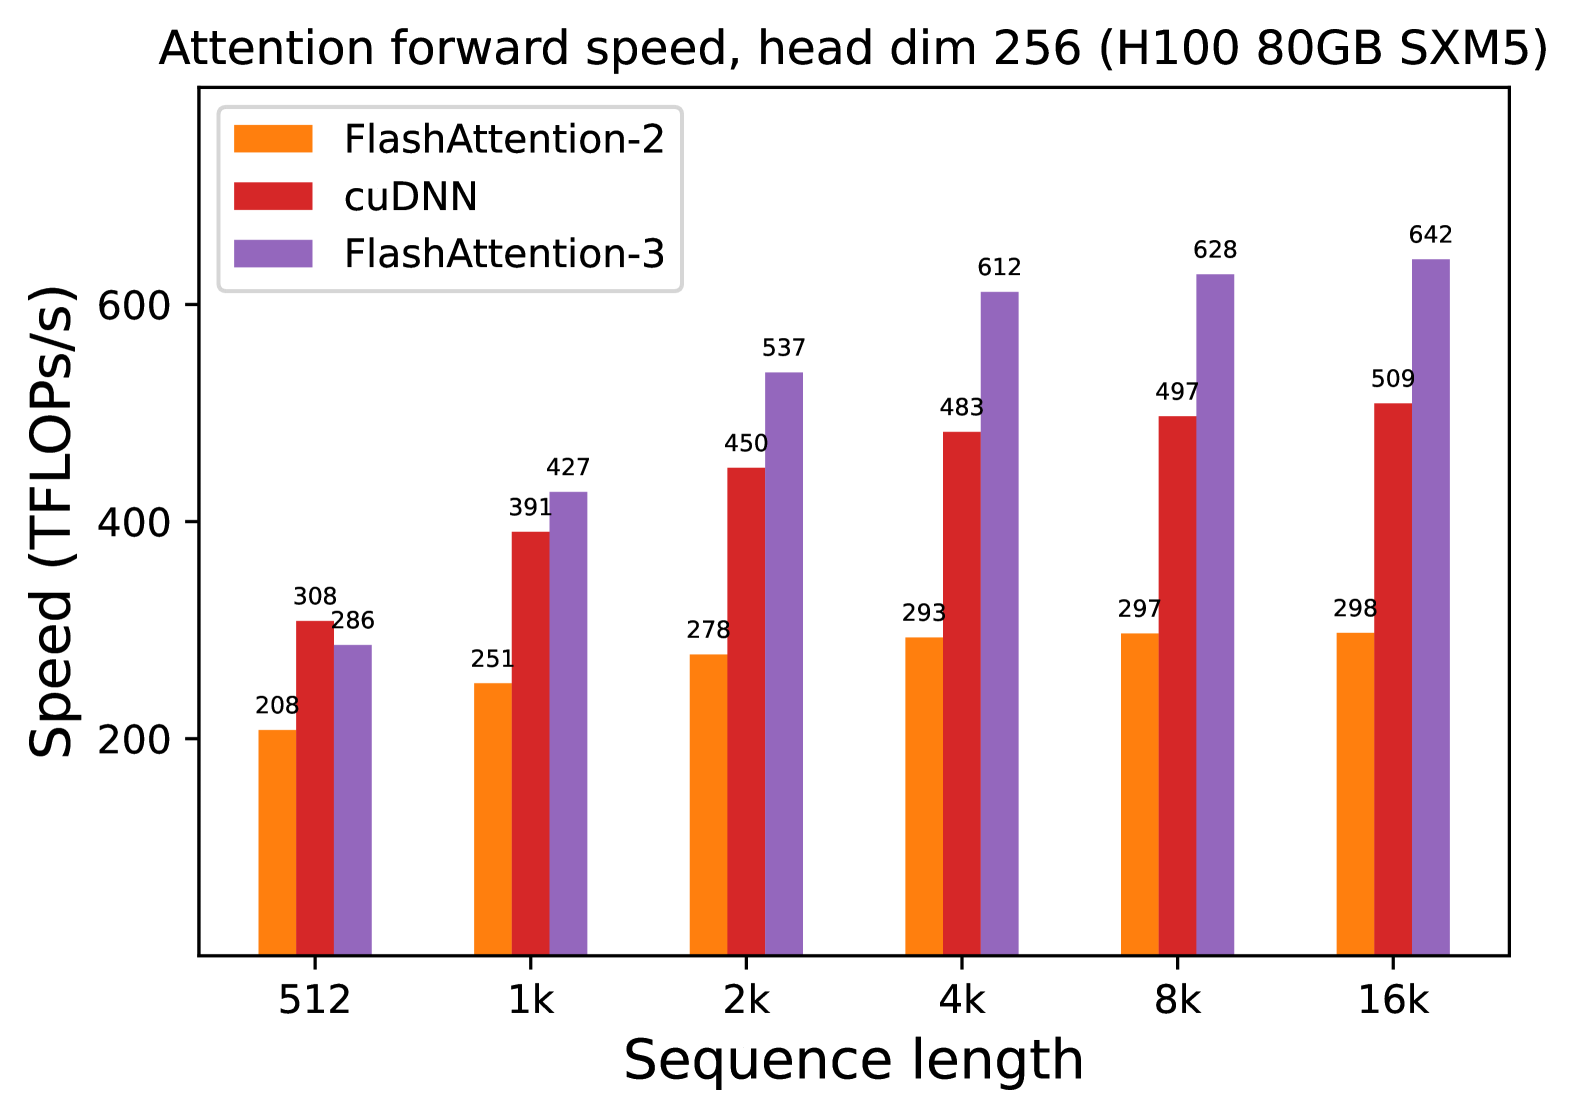 Attention forward speed, head dim 256 (H100 80GB SXM5)
FlashAttention-2
cuDNN
FlashAttention-3
Speed (TFLOPs/s)
600
400
200
208
308
286
251
391
427
278
450
537
293
483
612
297
497
628
298
509
642
512
1k
2k
4k
8k
16k
Sequence length